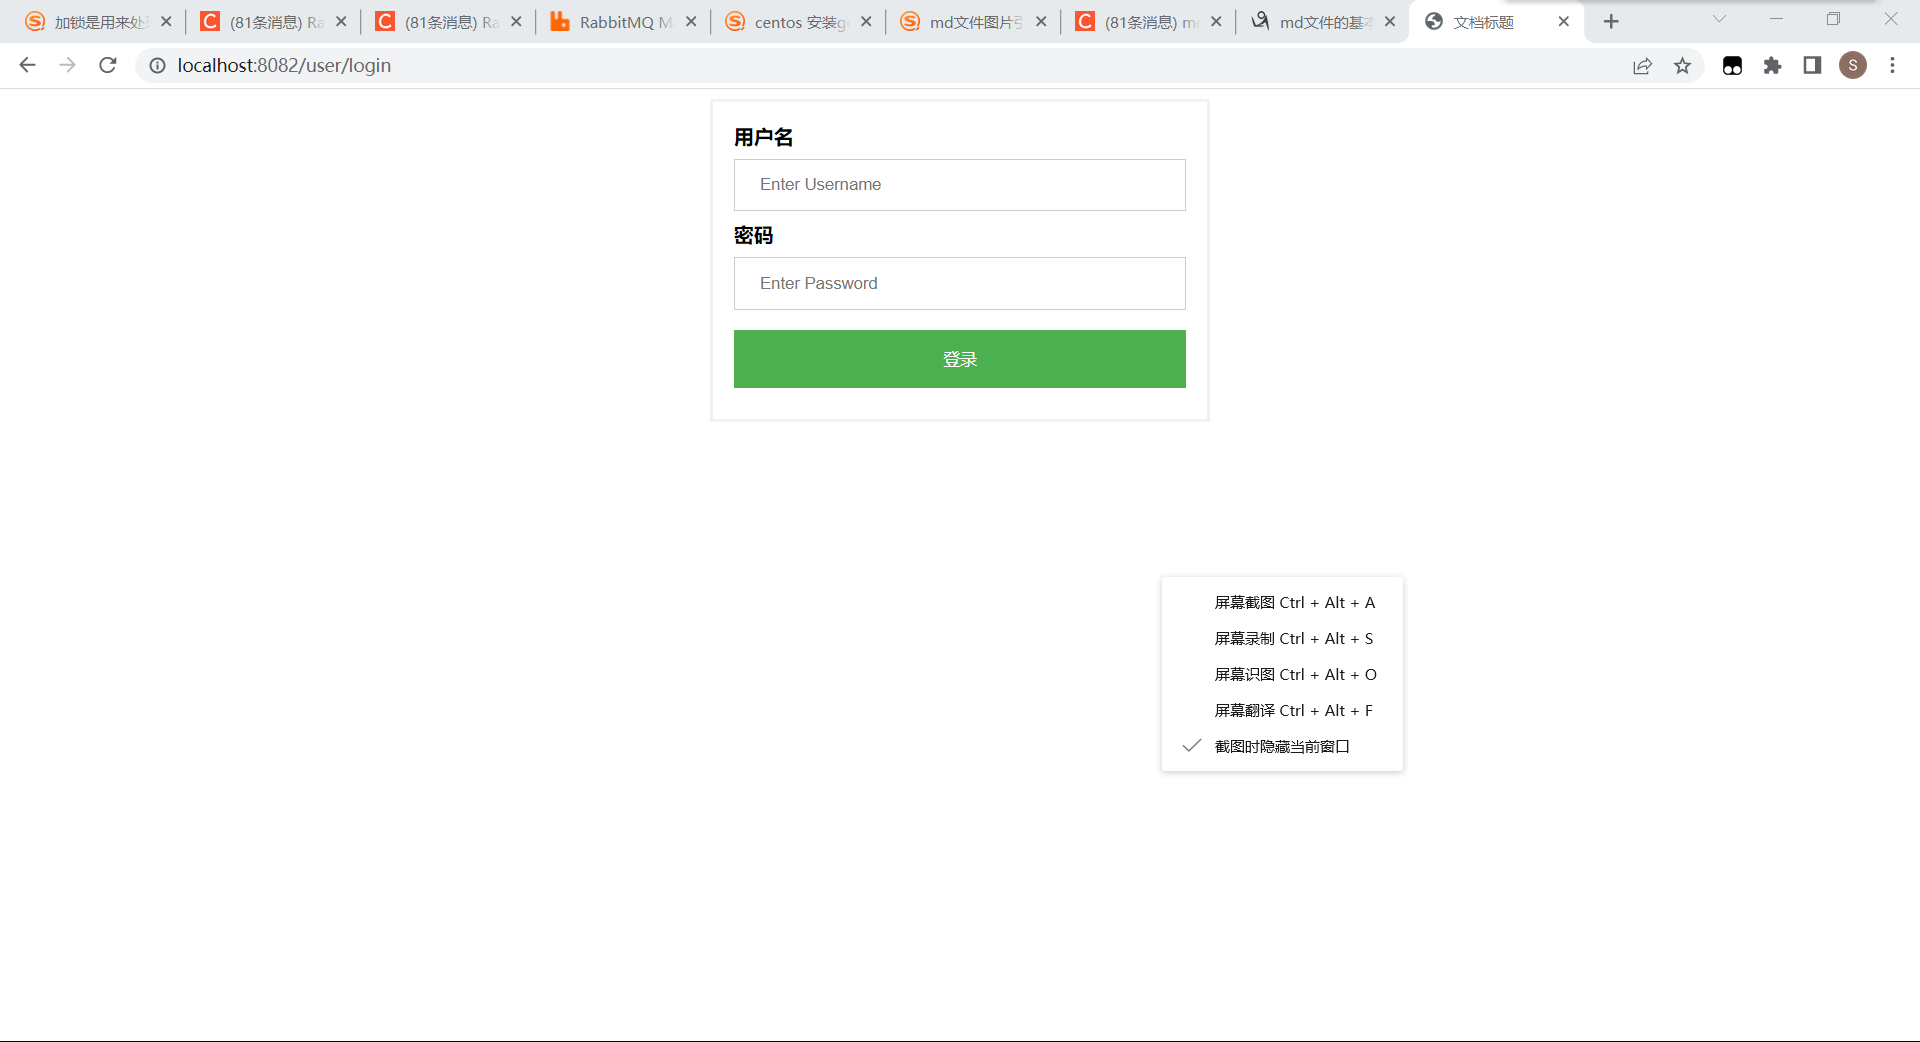 加锁是用来处
(81条消息) Ra
(81条消息) Ra
RabbitMQ M
centos 安装g
md文件图片引
(81条消息) m
md文件的基本
文档标题
localhost:8082/user/login
S
用户名
Enter Username
密码
Enter Password
登录
屏幕截图 Ctrl + Alt + A
屏幕录制 Ctrl + Alt + S
屏幕识图 Ctrl + Alt + O
屏幕翻译 Ctrl + Alt + F
截图时隐藏当前窗口